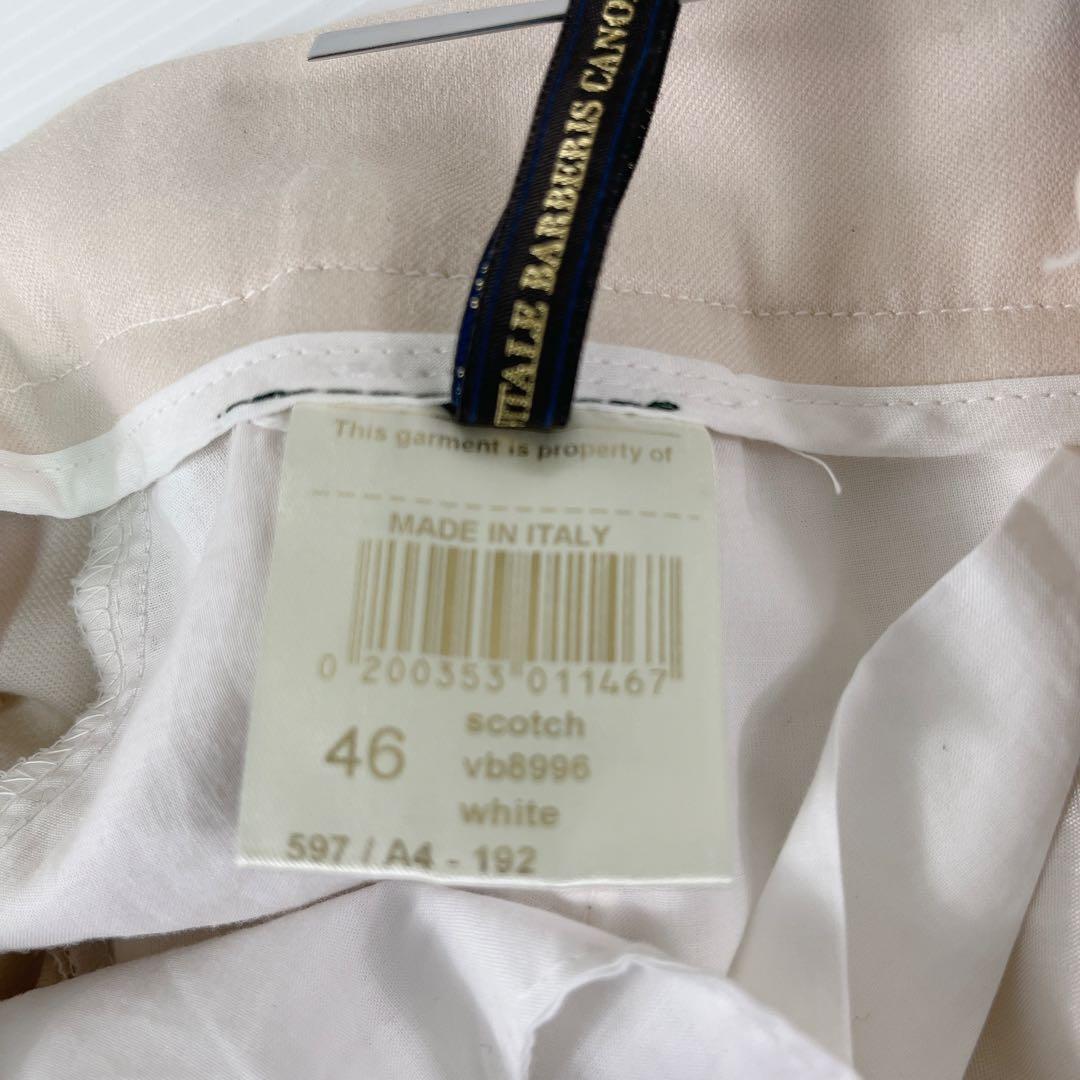 VITALE BARBERIS CANO
This garment is property of
MADE IN ITALY
0 200353 011467
46
scotch
vb8996
white
597 / A4 - 192